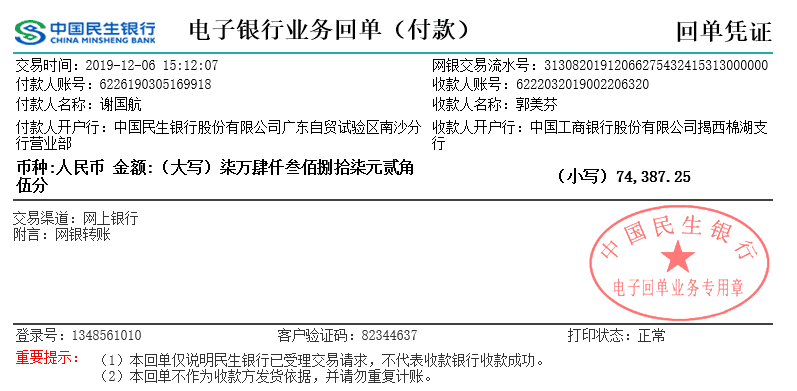 中国民生银行
CHINA MINSHENG BANK
电子银行业务回单（付款）
回单凭证
交易时间：2019-12-06 15:12:07
网银交易流水号：31308201912066275432415313000000
付款人账号：6226190305169918
收款人账号：6222032019002206320
付款人名称：谢国航
收款人名称：郭美芬
付款人开户行：中国民生银行股份有限公司广东自贸试验区南沙分
行营业部
收款人开户行：中国工商银行股份有限公司揭西棉湖支
行
币种:人民币 金额:（大写）柒万肆仟叁佰捌拾柒元贰角
伍分
（小写）74,387.25
交易渠道：网上银行
附言：网银转账
中国民生银行
电子回单业务专用章
登录号：1348561010
客户验证码：82344637
打印状态：正常
重要提示：
（1）本回单仅说明民生银行已受理交易请求，不代表收款银行收款成功。
（2）本回单不作为收款方发货依据，并请勿重复计账。